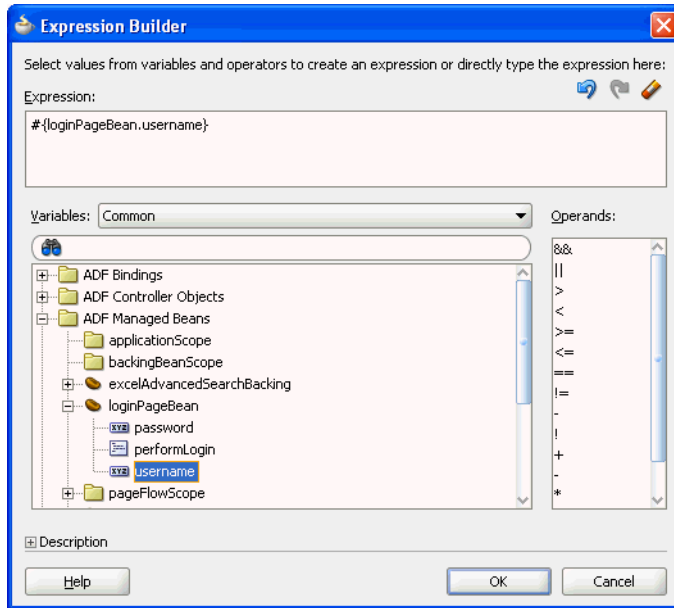 Expression Builder
Select values from variables and operators to create an expression or directly type the expression here:
Expression:
#{loginPageBean.username}
Variables: Common
Operands:
ADF Bindings
ADF Controller Objects
ADF Managed Beans
applicationScope
backingBeanScope
excelAdvancedSearchBacking
loginPageBean
password
performLogin
username
pageFlowScope
&&
||
>
<
>=
<=
==
!=
-
!
+
-
*
Description
Help
OK
Cancel